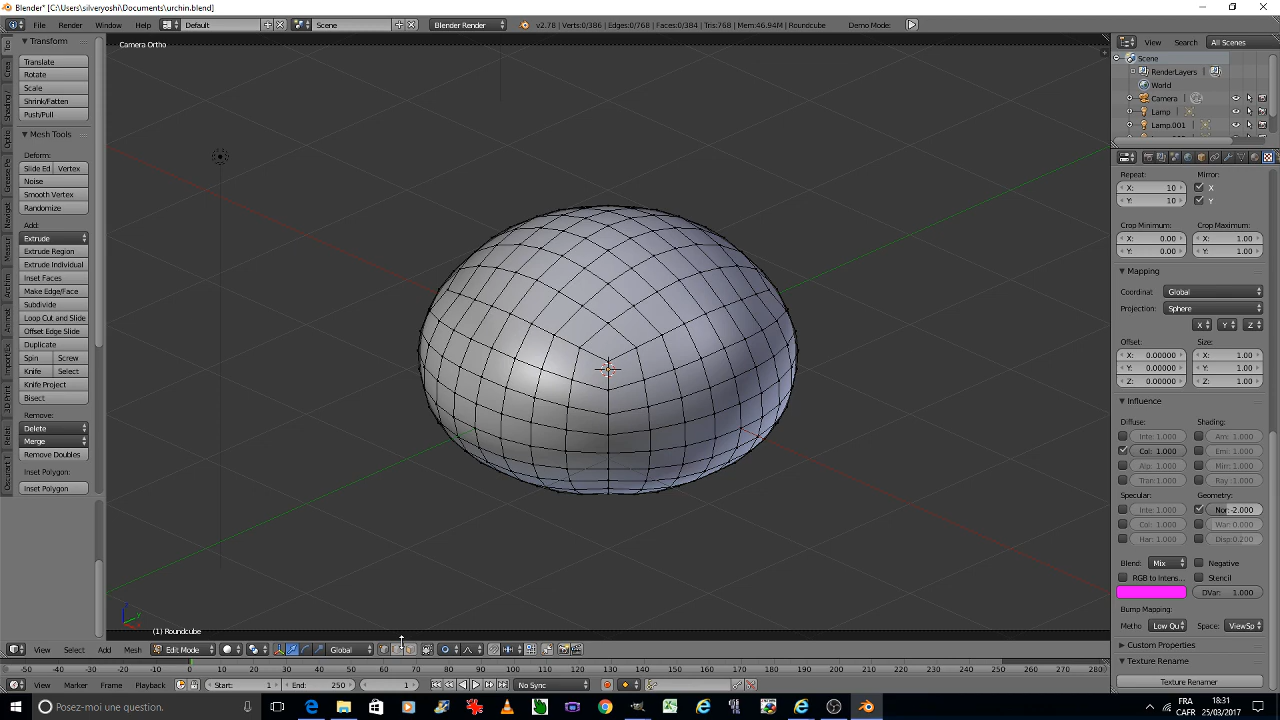 Blender* [C:\Users\silveryoshi\Documents\urchin.blend]
File Render Window Help Default Scene Blender Render v2.78 | Verts:0/386 | Edges:0/768 | Faces:0/384 | Tris:768 | Mem:46.94M | Roundcube Demo Mode:
Camera Ortho
Transform
Translate
Rotate
Scale
Shrink/Fatten
Push/Pull
Mesh Tools
Deform:
Slide Ed Vertex
Noise
Smooth Vertex
Randomize
Add:
Extrude
Extrude Region
Extrude Individual
Inset Faces
Make Edge/Face
Subdivide
Loop Cut and Slide
Offset Edge Slide
Duplicate
Spin Screw
Knife Select
Knife Project
Bisect
Remove:
Delete
Merge
Remove Doubles
Inset Polygon:
Inset Polygon
View Search All Scenes
Scene
RenderLayers
World
Camera
Lamp
Lamp.001
Repeat: Mirror:
X: 10 X
Y: 10 Y
Crop Minimum: Crop Maximum:
X: 0.00 X: 1.00
Y: 0.00 Y: 1.00
Mapping
Coordinat Global
Projection: Sphere
X Y Z
Offset: Size:
X: 0.00000 X: 1.00
Y: 0.00000 Y: 1.00
Z: 0.00000 Z: 1.00
Influence
Diffuse: Shading:
Inte: 1.000 Am: 1.000
Col: 1.000 Emi: 1.000
Alp: 1.000 Mirr: 1.000
Tran: 1.000 Ray: 1.000
Specular: Geometry:
Inte: 1.000 Nor:-2.000
Col: 1.000 War: 0.000
Har: 1.000 Disp:0.200
Blend: Mix Negative
RGB to Intens... Stencil
DVar: 1.000
Bump Mapping:
Metho Low Qu Space: ViewSp
Custom Properties
Texture Rename
Texture Renamer
(1) Roundcube
View Select Add Mesh Edit Mode Global
-50 -40 -30 -20 -10 0 10 20 30 40 50 60 70 80 90 100 110 120 130 140 150 160 170 180 190 200 210 220 230 240 250 260 270 280
View Marker Frame Playback Start: 1 End: 250 1 No Sync
Posez-moi une question. FRA 18:31
CAFR 25/03/2017